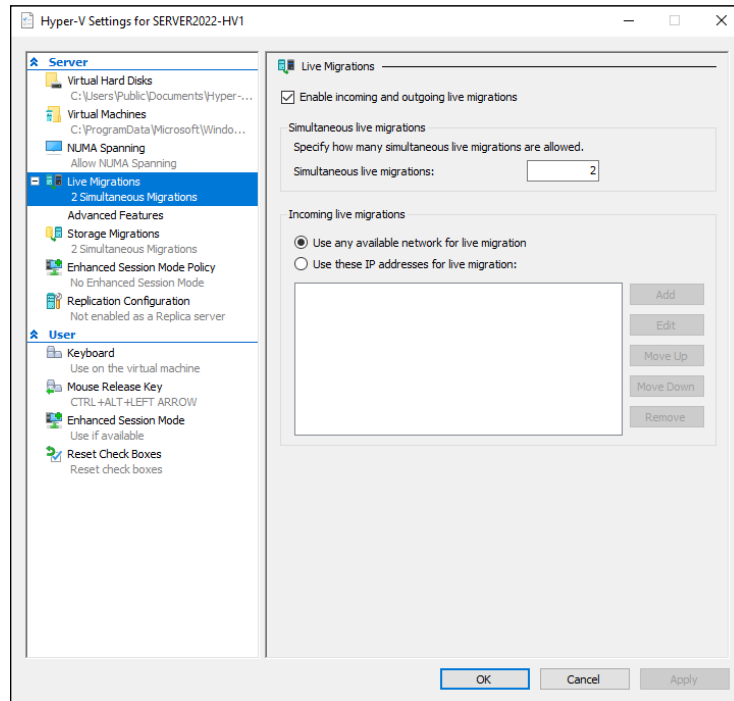 Hyper-V Settings for SERVER2022-HV1
Server
Virtual Hard Disks
C:\Users\Public\Documents\Hyper-...
Virtual Machines
C:\ProgramData\Microsoft\Windo...
NUMA Spanning
Allow NUMA Spanning
Live Migrations
2 Simultaneous Migrations
Advanced Features
Storage Migrations
2 Simultaneous Migrations
Enhanced Session Mode Policy
No Enhanced Session Mode
Replication Configuration
Not enabled as a Replica server
User
Keyboard
Use on the virtual machine
Mouse Release Key
CTRL+ALT+LEFT ARROW
Enhanced Session Mode
Use if available
Reset Check Boxes
Reset check boxes
Live Migrations
Enable incoming and outgoing live migrations
Simultaneous live migrations
Specify how many simultaneous live migrations are allowed.
Simultaneous live migrations: 2
Incoming live migrations
Use any available network for live migration
Use these IP addresses for live migration:
Add
Edit
Move Up
Move Down
Remove
OK Cancel Apply